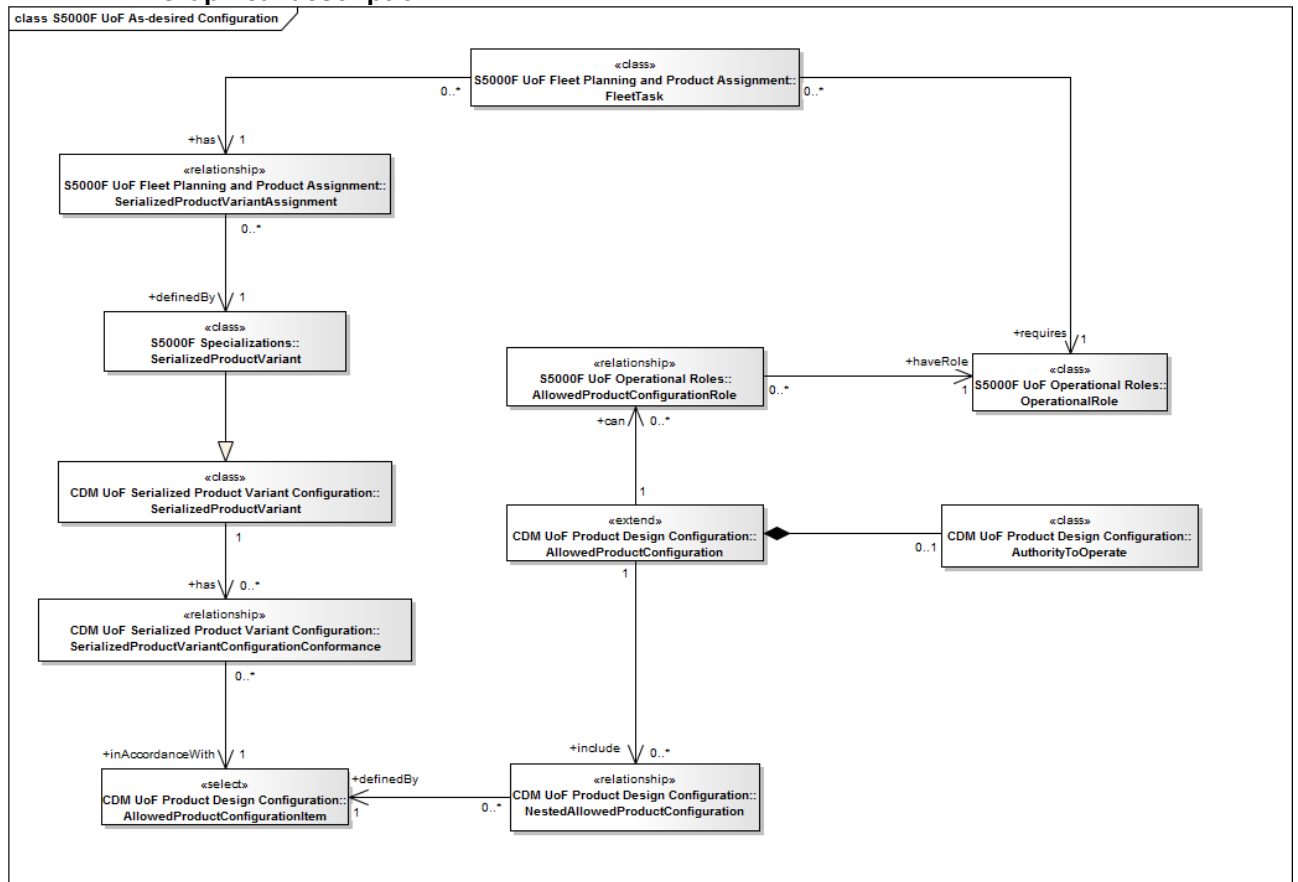 class S5000F UoF As-desired Configuration
«class»
S5000F UoF Fleet Planning and Product Assignment::
FleetTask
0..*
0..*
+has
1
«relationship»
S5000F UoF Fleet Planning and Product Assignment::
SerializedProductVariantAssignment
0..*
+definedBy
1
«class»
S5000F Specializations::
SerializedProductVariant
+requires
1
«relationship»
S5000F UoF Operational Roles::
AllowedProductConfigurationRole
0..*
+haveRole
1
«class»
S5000F UoF Operational Roles::
OperationalRole
+can
0..*
1
«class»
CDM UoF Serialized Product Variant Configuration::
SerializedProductVariant
1
«extend»
CDM UoF Product Design Configuration::
AllowedProductConfiguration
1
0..1
«class»
CDM UoF Product Design Configuration::
AuthorityToOperate
+has
0..*
«relationship»
CDM UoF Serialized Product Variant Configuration::
SerializedProductVariantConfigurationConformance
0..*
+inAccordanceWith
1
+include
0..*
«select»
CDM UoF Product Design Configuration::
AllowedProductConfigurationItem
+definedBy
1
0..*
«relationship»
CDM UoF Product Design Configuration::
NestedAllowedProductConfiguration